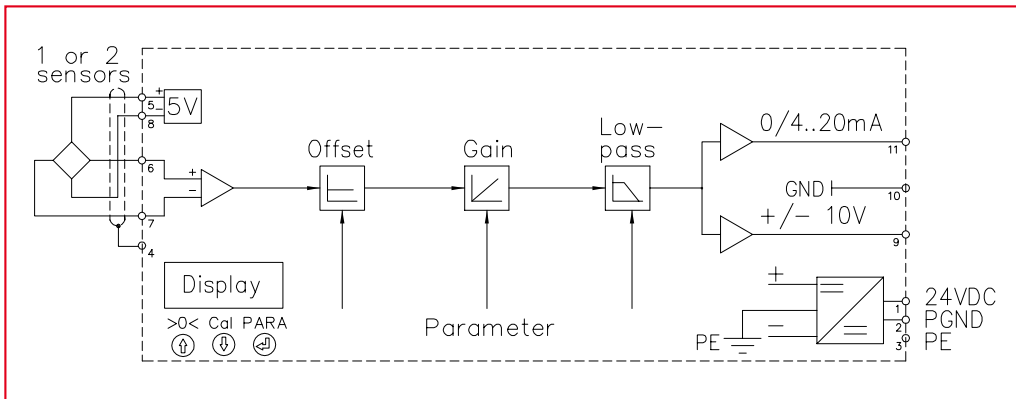 1 or 2
sensors
+
5
5V
−
8
6
+
−
7
4
Offset
Gain
Low-
pass
0/4..20mA
11
GND
10
+/− 10V
9
Display
>0< Cal PARA
Parameter
+
−
PE
24VDC
1
PGND
2
PE
3